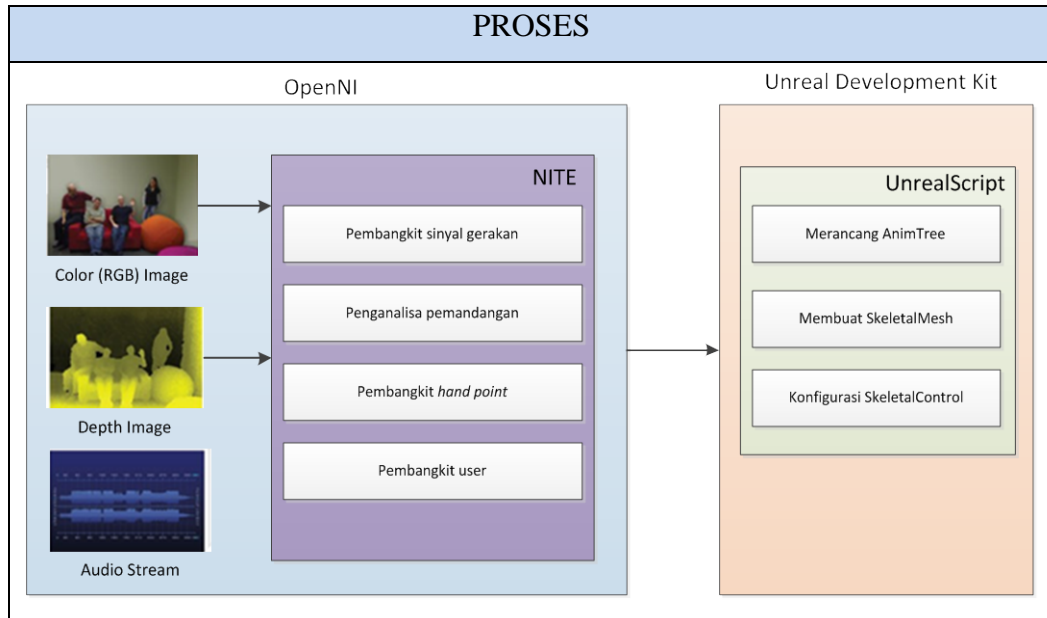 PROSES
OpenNI
Color (RGB) Image
Depth Image
Audio Stream
NITE
Pembangkit sinyal gerakan
Penganalisa pemandangan
Pembangkit hand point
Pembangkit user
Unreal Development Kit
UnrealScript
Merancang AnimTree
Membuat SkeletalMesh
Konfigurasi SkeletalControl